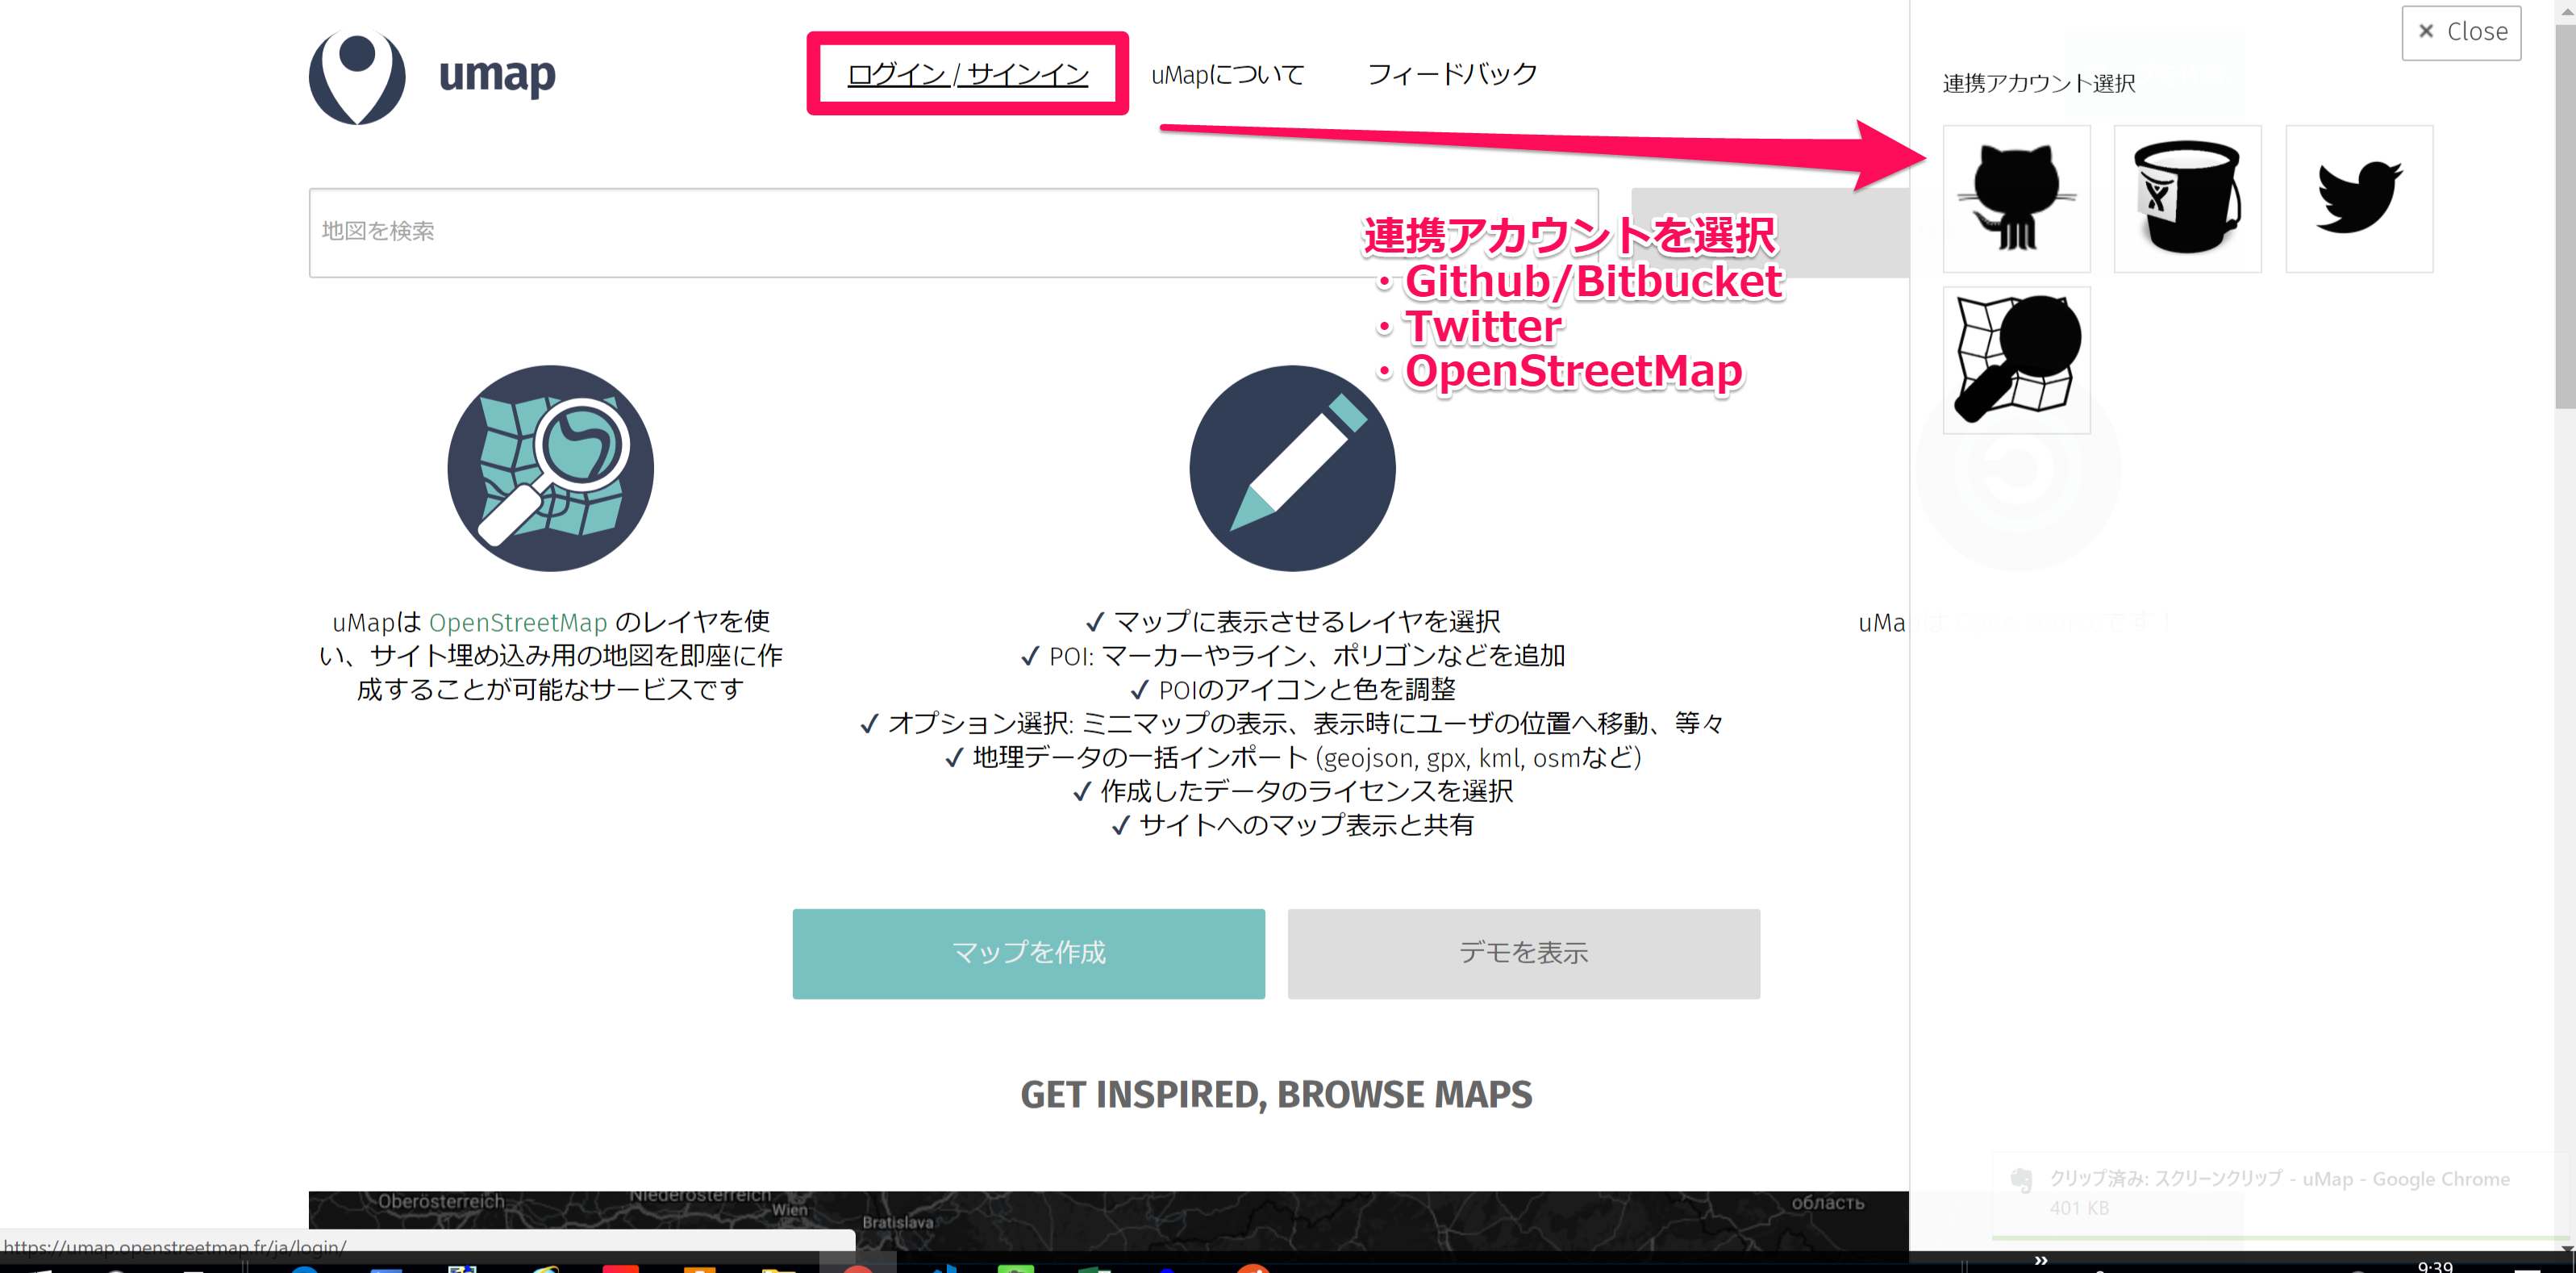 umap
ログイン / サインイン
uMapについて
フィードバック
× Close
連携アカウント選択
地図を検索
連携アカウントを選択
・Github/Bitbucket
・Twitter
・OpenStreetMap
uMapは OpenStreetMap のレイヤを使
い、サイト埋め込み用の地図を即座に作
成することが可能なサービスです
✓ マップに表示させるレイヤを選択
✓ POI: マーカーやライン、ポリゴンなどを追加
✓ POIのアイコンと色を調整
✓ オプション選択: ミニマップの表示、表示時にユーザの位置へ移動、等々
✓ 地理データの一括インポート (geojson, gpx, kml, osmなど)
✓ 作成したデータのライセンスを選択
✓ サイトへのマップ表示と共有
uMa
マップを作成
デモを表示
GET INSPIRED, BROWSE MAPS
Oberösterreich
Niederösterreich
Wien
Bratislava
область
クリップ済み: スクリーンクリップ - uMap - Google Chrome
401 KB
https://umap.openstreetmap.fr/ja/login/
9:39